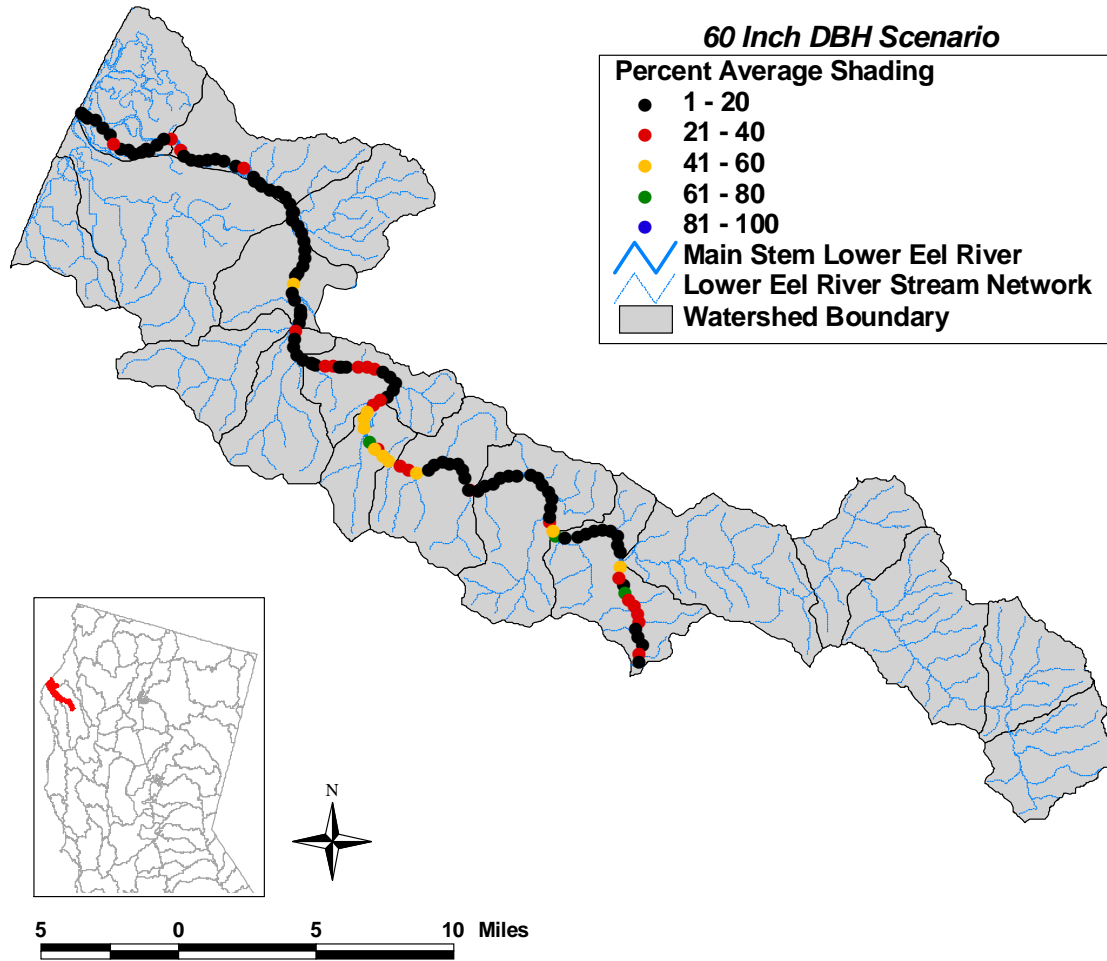 60 Inch DBH Scenario
Percent Average Shading
1 - 20
21 - 40
41 - 60
61 - 80
81 - 100
Main Stem Lower Eel River
Lower Eel River Stream Network
Watershed Boundary
N
5 0 5 10 Miles